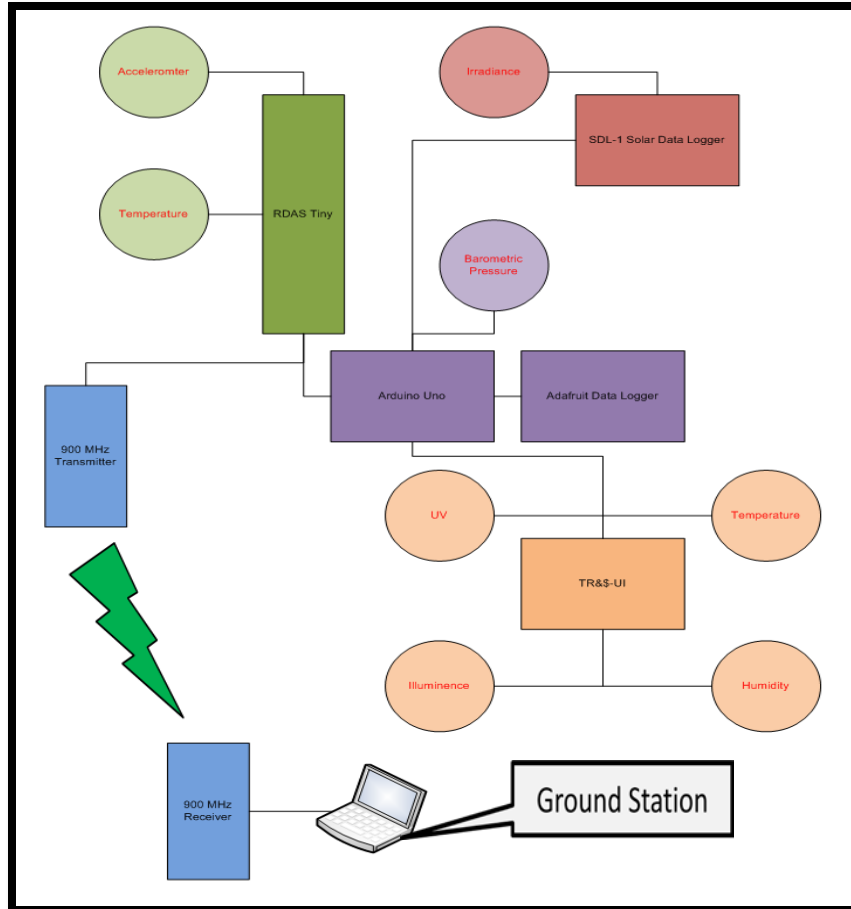 Acceleromter
Irradiance
SDL-1 Solar Data Logger
Temperature
RDAS Tiny
Barometric
Pressure
Arduino Uno
Adafruit Data Logger
900 MHz
Transmitter
UV
Temperature
TR&$-UI
Illuminence
Humidity
900 MHz
Receiver
Ground Station